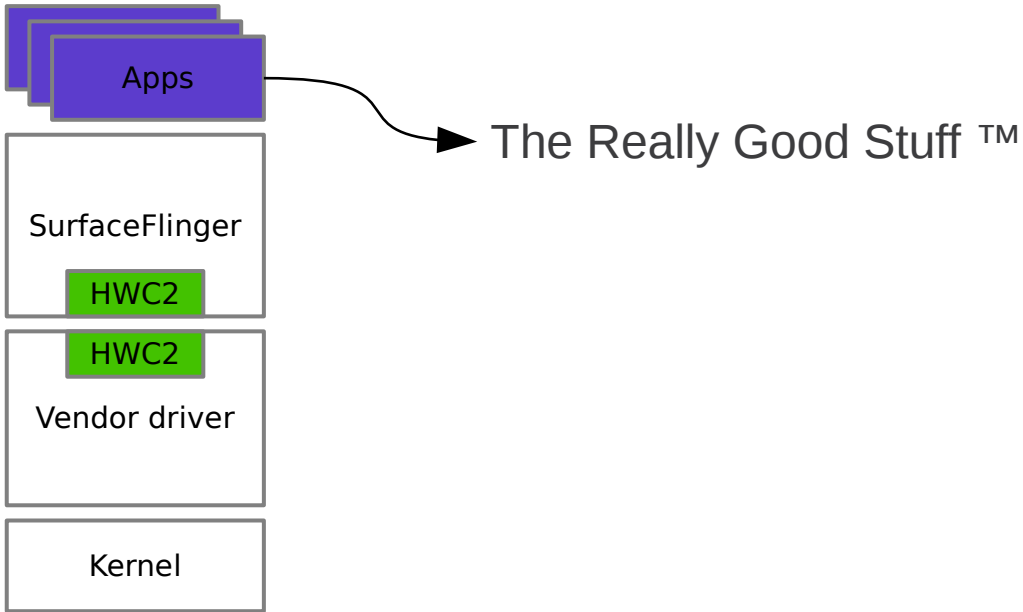 Apps
The Really Good Stuff ™
SurfaceFlinger
HWC2
HWC2
Vendor driver
Kernel